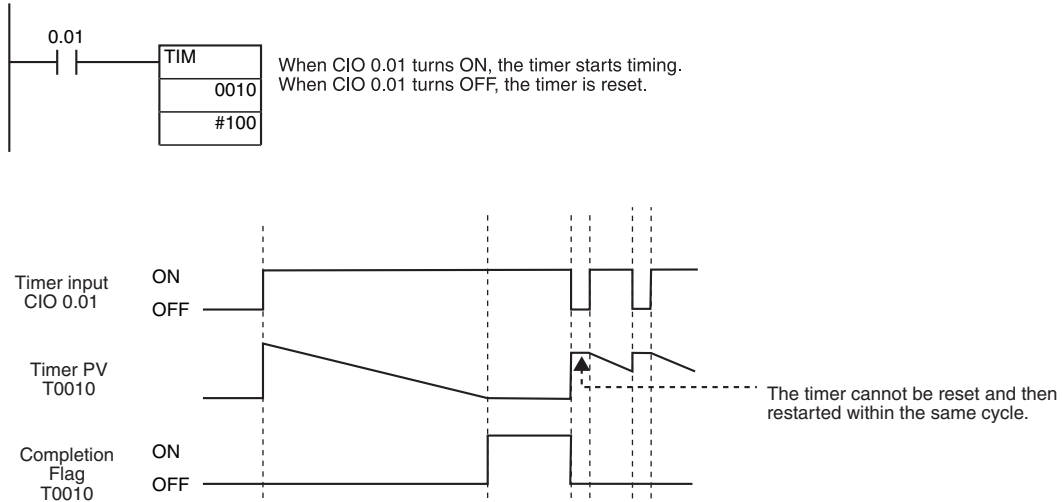 0.01
TIM
0010
#100
When CIO 0.01 turns ON, the timer starts timing.
When CIO 0.01 turns OFF, the timer is reset.
Timer input
CIO 0.01
ON
OFF
Timer PV
T0010
The timer cannot be reset and then
restarted within the same cycle.
Completion
Flag
T0010
ON
OFF